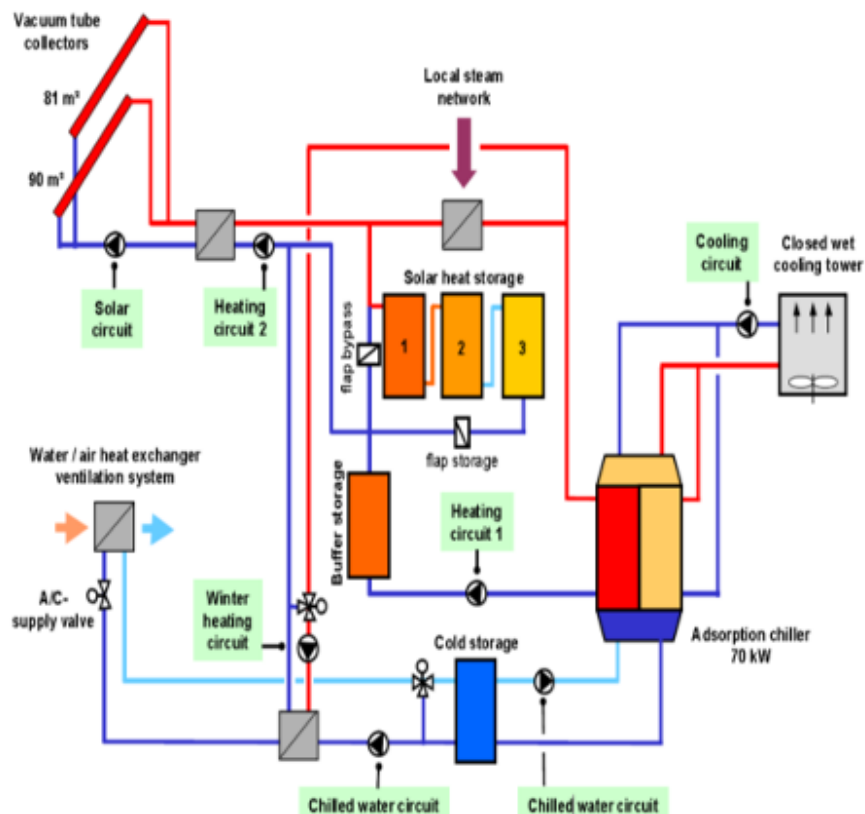 Vacuum tube
collectors
81 m²
90 m²
Local steam
network
Solar
circuit
Heating
circuit 2
Solar heat storage
1
2
3
flap bypass
flap storage
Cooling
circuit
Closed wet
cooling tower
Water / air heat exchanger
ventilation system
Buffer storage
Heating
circuit 1
A/C-
supply valve
Winter
heating
circuit
Cold storage
Adsorption chiller
70 kW
Chilled water circuit
Chilled water circuit